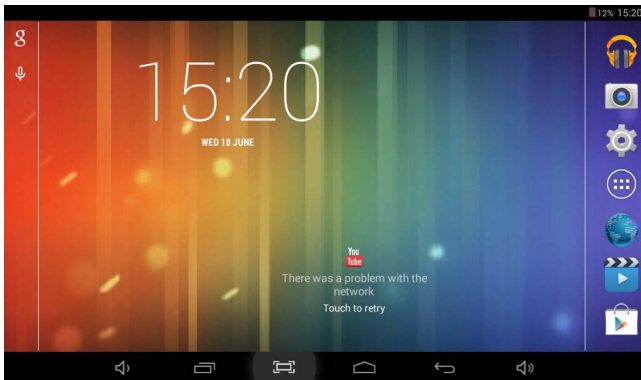 12% 15:20
g
15:20
WED 18 JUNE
You
Tube
There was a problem with the
network
Touch to retry